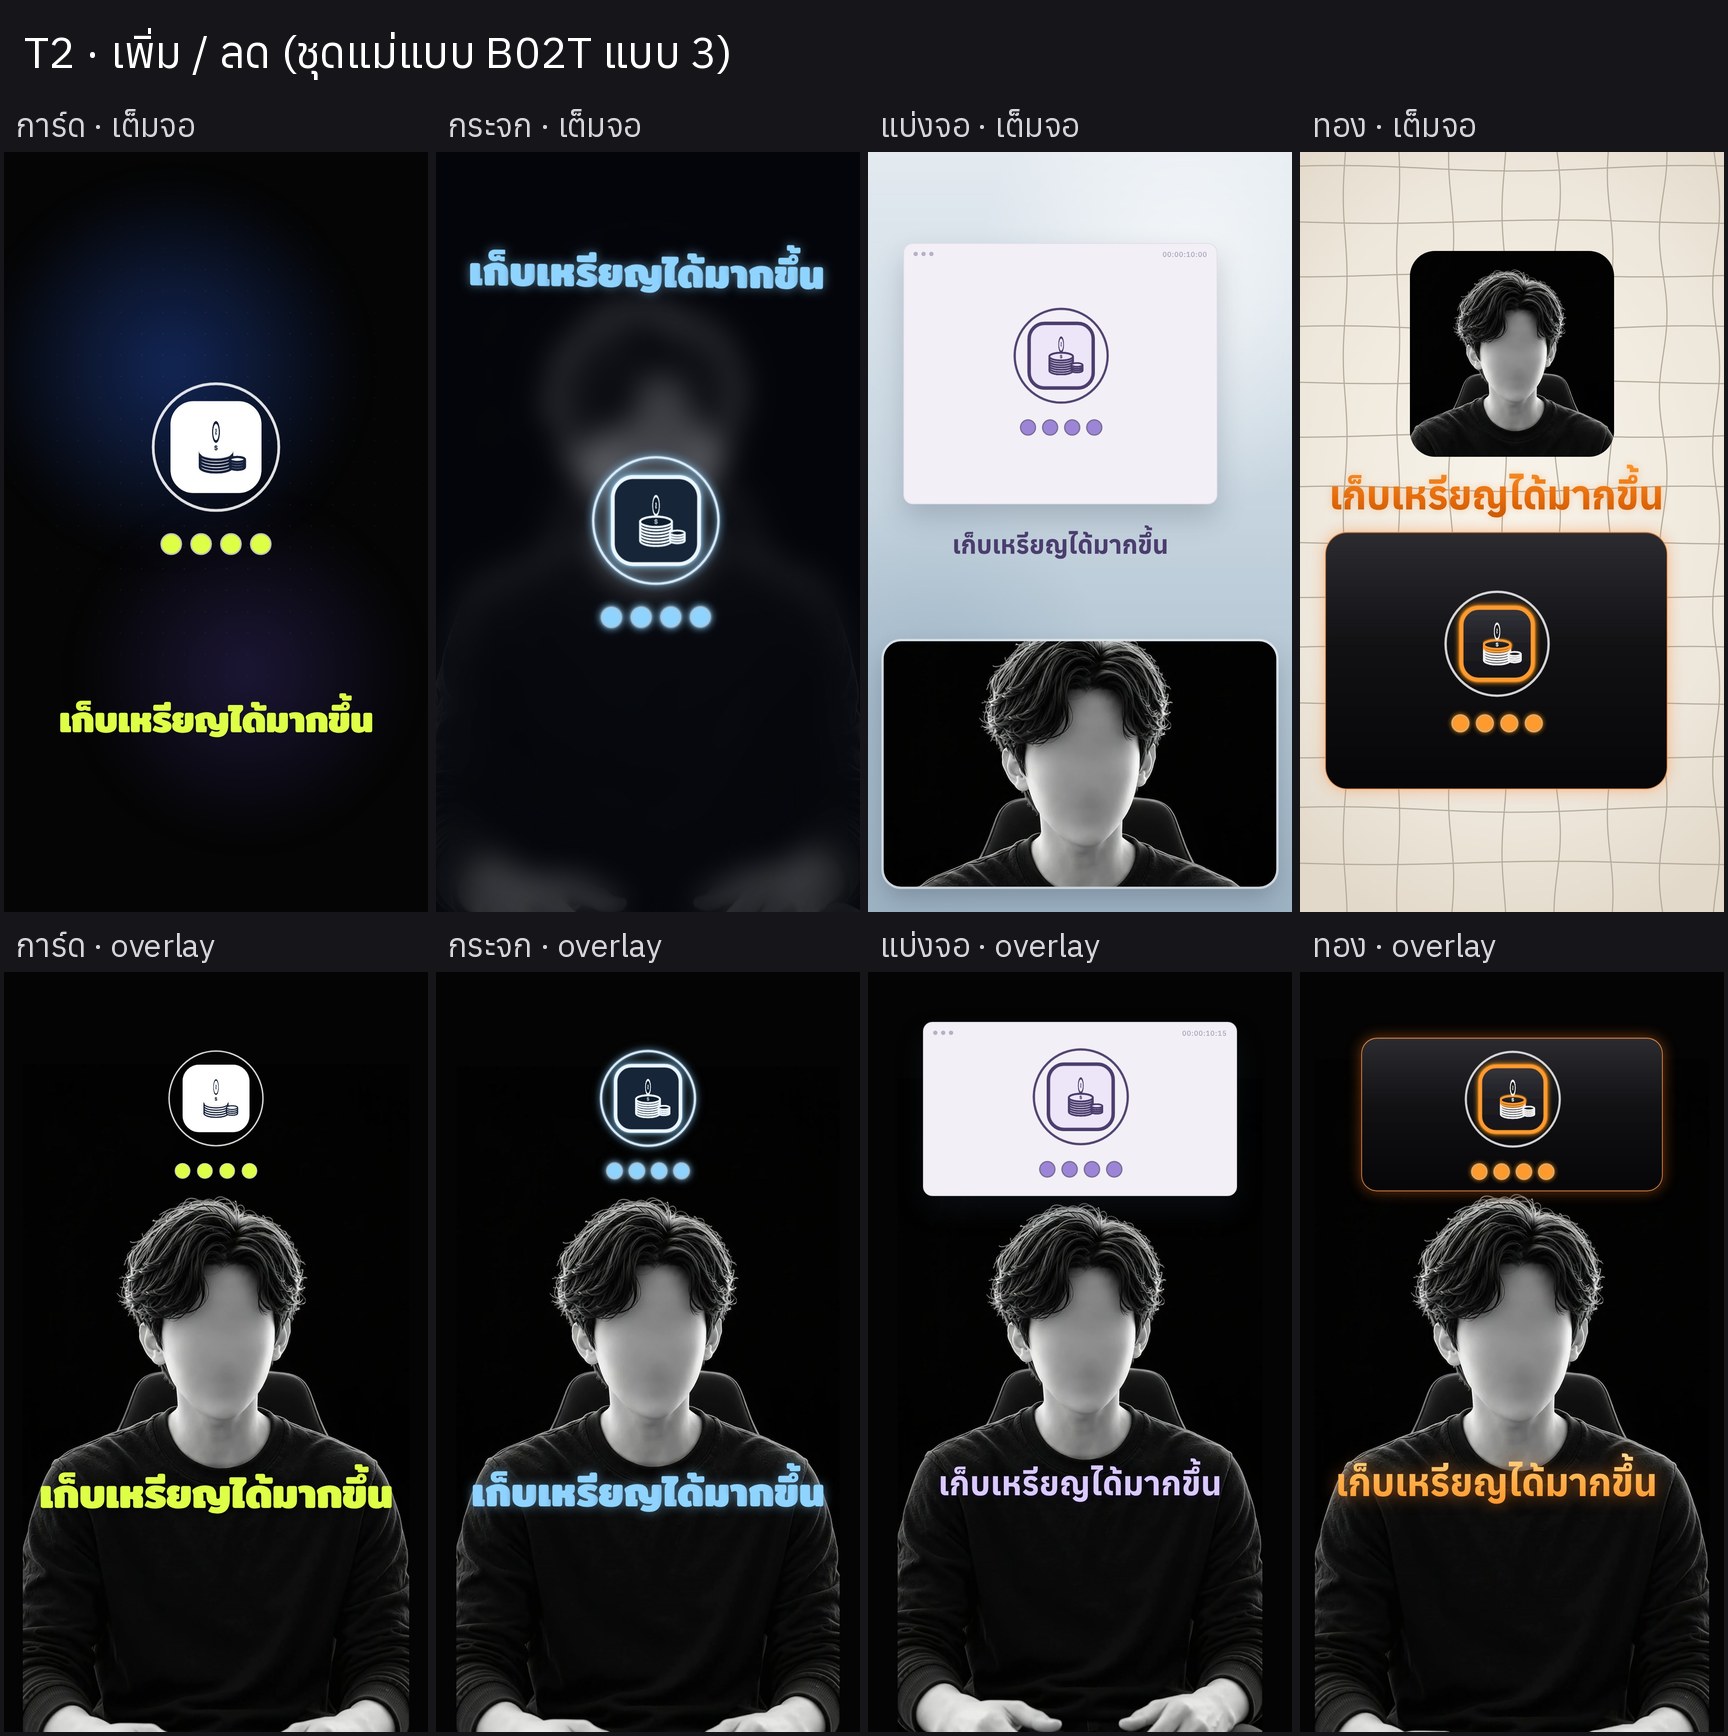 T2 · เพิ่ม / ลด (ชุดแม่แบบ B02T แบบ 3)
การ์ด · เต็มจอ
กระจก · เต็มจอ
แบ่งจอ · เต็มจอ
ทอง · เต็มจอ
เก็บเหรียญได้มากขึ้น
เก็บเหรียญได้มากขึ้น
00:00:10:00
เก็บเหรียญได้มากขึ้น
เก็บเหรียญได้มากขึ้น
การ์ด · overlay
กระจก · overlay
แบ่งจอ · overlay
ทอง · overlay
00:00:10:15
เก็บเหรียญได้มากขึ้น
เก็บเหรียญได้มากขึ้น
เก็บเหรียญได้มากขึ้น
เก็บเหรียญได้มากขึ้น